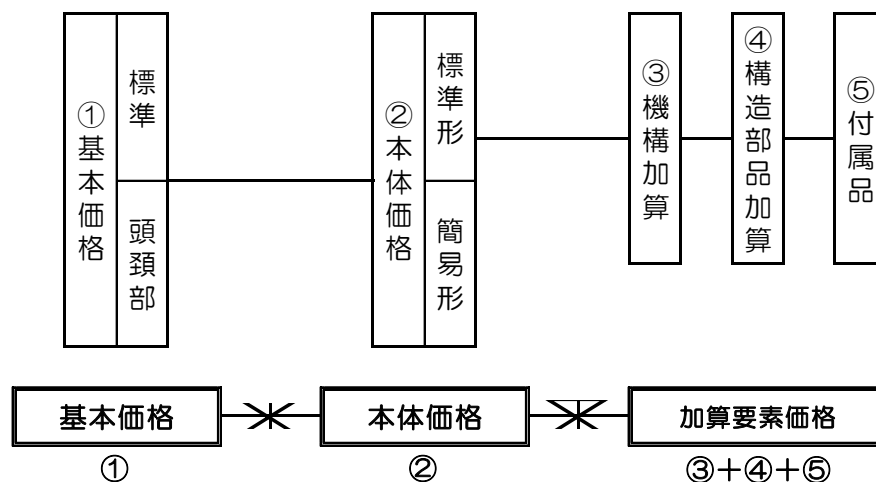 ①基本価格
標準
頭頚部
②本体価格
標準形
簡易形
③機構加算
④構造部品加算
⑤付属品
基本価格
本体価格
加算要素価格
①
②
③+④+⑤